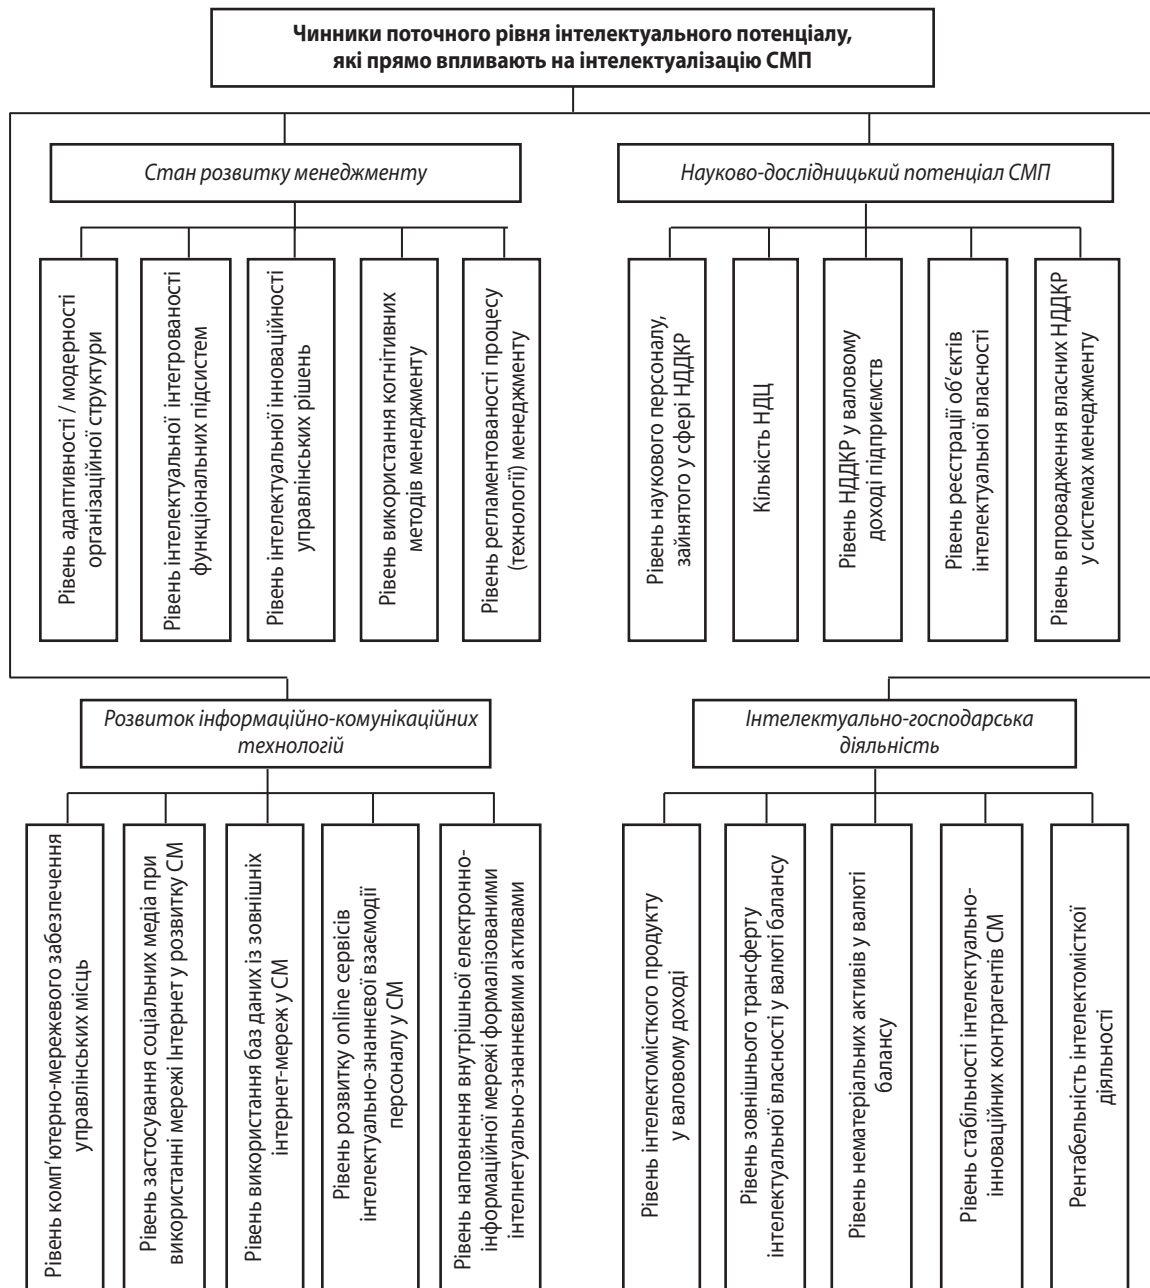 Чинники поточного рівня інтелектуального потенціалу,
які прямо впливають на інтелектуалізацію СМП
Стан розвитку менеджменту
Рівень адаптивності / модерності
організаційної структури
Рівень інтелектуальної інтегрованості
функціональних підсистем
Рівень інтелектуальної інноваційності
управлінських рішень
Рівень використання когнітивних
методів менеджменту
Рівень регламентованості процесу
(технології) менеджменту
Науково-дослідницький потенціал СМП
Рівень наукового персоналу,
зайнятого у сфері НДДКР
Кількість НДЦ
Рівень НДДКР у валовому
доході підприємств
Рівень реєстрації об’єктів
інтелектуальної власності
Рівень впровадження власних НДДКР
у системах менеджменту
Розвиток інформаційно-комунікаційних
технологій
Рівень комп’ютерно-мережевого забезпечення
управлінських місць
Рівень застосування соціальних медіа при
використанні мережі Інтернет у розвитку СМ
Рівень використання баз даних із зовнішніх
інтернет-мереж у СМ
Рівень розвитку online сервісів
інтелектуально-знаннєвої взаємодії
персоналу у СМ
Рівень наповнення внутрішньої електронно-
інформаційної мережі формалізованими
інтелнетуально-знаннєвими активами
Інтелектуально-господарська
діяльність
Рівень інтелектомісткого продукту
у валовому доході
Рівень зовнішнього трансферту
інтелектуальної власності у валюті балансу
Рівень нематеріальних активів у валюті
балансу
Рівень стабільності інтелектуально-
інноваційних контрагентів СМ
Рентабельність інтелектомісткої
діяльності